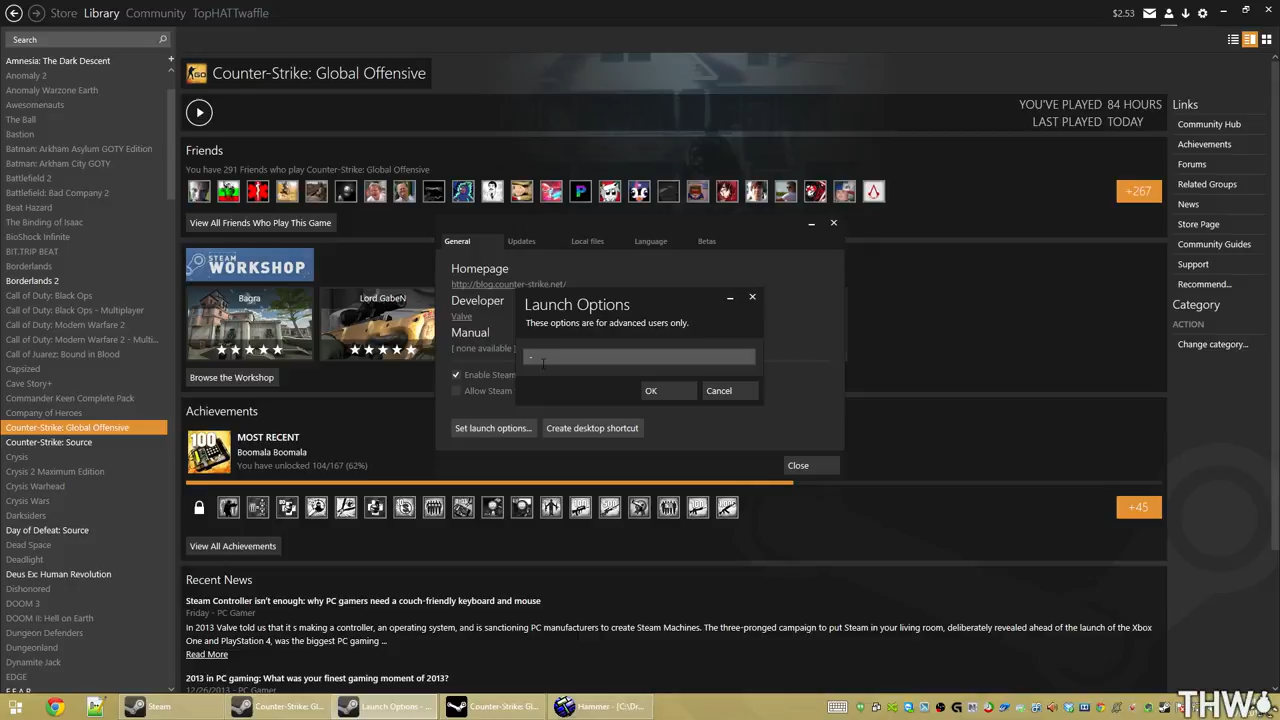 Store Library Community TopHATTwaffle
$2.53
Search
Amnesia: The Dark Descent
Anomaly 2
Anomaly Warzone Earth
Awesomenauts
The Ball
Bastion
Batman: Arkham Asylum GOTY Edition
Batman: Arkham City GOTY
Battlefield 2
Battlefield: Bad Company 2
Beat Hazard
The Binding of Isaac
BioShock Infinite
BIT.TRIP BEAT
Borderlands
Borderlands 2
Call of Duty: Black Ops
Call of Duty: Black Ops - Multiplayer
Call of Duty: Modern Warfare 2
Call of Duty: Modern Warfare 2 - Multi...
Call of Juarez: Bound in Blood
Capsized
Cave Story+
Commander Keen Complete Pack
Company of Heroes
Counter-Strike: Global Offensive
Counter-Strike: Source
Crysis
Crysis 2 Maximum Edition
Crysis Warhead
Crysis Wars
Darksiders
Day of Defeat: Source
Dead Space
Deadlight
Deus Ex: Human Revolution
Dishonored
DOOM 3
DOOM II: Hell on Earth
Dungeon Defenders
Dungeonland
Dynamite Jack
EDGE
F.E.A.R.
GO Counter-Strike: Global Offensive
YOU'VE PLAYED 84 HOURS
LAST PLAYED TODAY
Friends
You have 291 Friends who play Counter-Strike: Global Offensive
+267
View All Friends Who Play This Game
STEAM
WORKSHOP
Bagra
Lord GabeN
Browse the Workshop
General Updates Local files Language Betas
Homepage
http://blog.counter-strike.net/
Developer
Valve
Manual
[ none available ]
Enable Steam
Allow Steam
Set launch options...
Create desktop shortcut
Close
Launch Options
These options are for advanced users only.
-
OK
Cancel
Achievements
100
MOST RECENT
Boomala Boomala
You have unlocked 104/167 (62%)
+45
View All Achievements
Recent News
Steam Controller isn't enough: why PC gamers need a couch-friendly keyboard and mouse
Friday - PC Gamer
In 2013 Valve told us that it s making a controller, an operating system, and is sanctioning PC manufacturers to create Steam Machines. The three-pronged campaign to put Steam in your living room, deliberately revealed ahead of the launch of the Xbox
One and PlayStation 4, was the biggest PC gaming ...
Read More
2013 in PC gaming: What was your finest gaming moment of 2013?
12/26/2013 - PC Gamer
Links
Community Hub
Achievements
Forums
Related Groups
News
Store Page
Community Guides
Support
Recommend...
Category
ACTION
Change category...
Steam
Counter-Strike: Gl...
Launch Options - ...
Counter-Strike: Gl...
Hammer - [C:\Dr...
THW